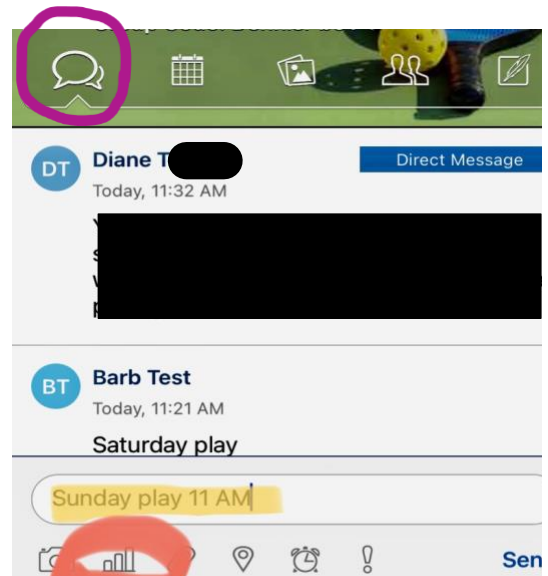 DT
Diane T
Direct Message
Today, 11:32 AM
BT
Barb Test
Today, 11:21 AM
Saturday play
Sunday play 11 AM
Sen